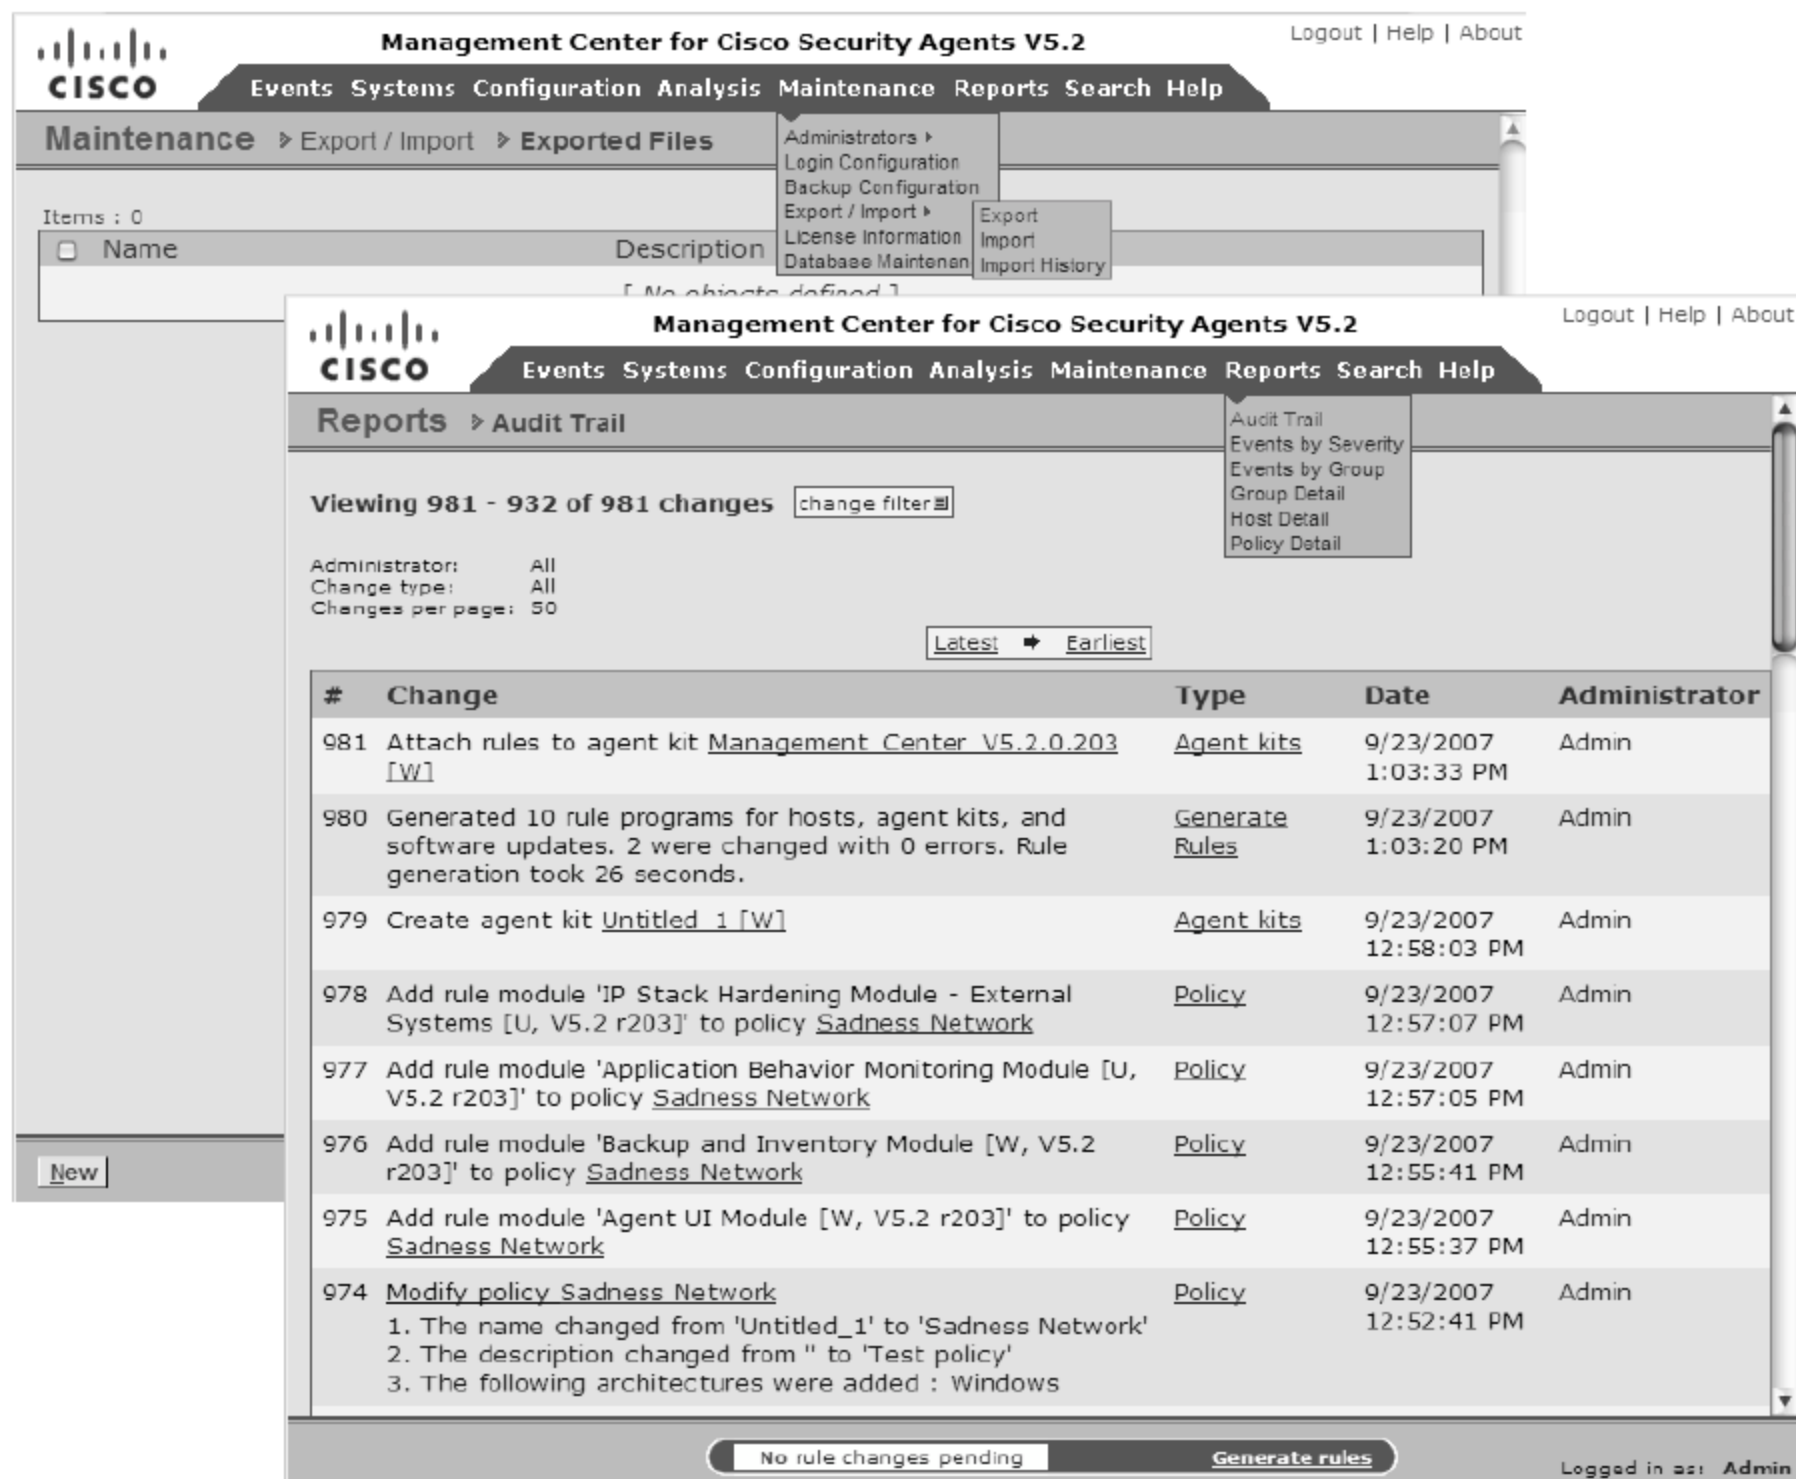 CISCO
Management Center for Cisco Security Agents V5.2
Logout | Help | About
Events Systems Configuration Analysis Maintenance Reports Search Help
Maintenance Export / Import Exported Files
Administrators
Login Configuration
Backup Configuration
Export / Import
License Information
Database Maintenan
Export
Import
Import History
Items : 0
Name Description
[ No objects defined ]
New
CISCO
Management Center for Cisco Security Agents V5.2
Logout | Help | About
Events Systems Configuration Analysis Maintenance Reports Search Help
Reports Audit Trail
Audit Trail
Events by Severity
Events by Group
Group Detail
Host Detail
Policy Detail
Viewing 981 - 932 of 981 changes change filter
Administrator: All
Change type: All
Changes per page: 50
Latest Earliest
# Change Type Date Administrator
981 Attach rules to agent kit Management_Center_V5.2.0.203 Agent kits 9/23/2007 Admin
[W] 1:03:33 PM
980 Generated 10 rule programs for hosts, agent kits, and Generate 9/23/2007 Admin
software updates. 2 were changed with 0 errors. Rule Rules 1:03:20 PM
generation took 26 seconds.
979 Create agent kit Untitled_1 [W] Agent kits 9/23/2007 Admin
12:58:03 PM
978 Add rule module 'IP Stack Hardening Module - External Policy 9/23/2007 Admin
Systems [U, V5.2 r203]' to policy Sadness Network 12:57:07 PM
977 Add rule module 'Application Behavior Monitoring Module [U, Policy 9/23/2007 Admin
V5.2 r203]' to policy Sadness Network 12:57:05 PM
976 Add rule module 'Backup and Inventory Module [W, V5.2 Policy 9/23/2007 Admin
r203]' to policy Sadness Network 12:55:41 PM
975 Add rule module 'Agent UI Module [W, V5.2 r203]' to policy Policy 9/23/2007 Admin
Sadness Network 12:55:37 PM
974 Modify policy Sadness Network Policy 9/23/2007 Admin
12:52:41 PM
1. The name changed from 'Untitled_1' to 'Sadness Network'
2. The description changed from '' to 'Test policy'
3. The following architectures were added : Windows
No rule changes pending Generate rules
Logged in as: Admin